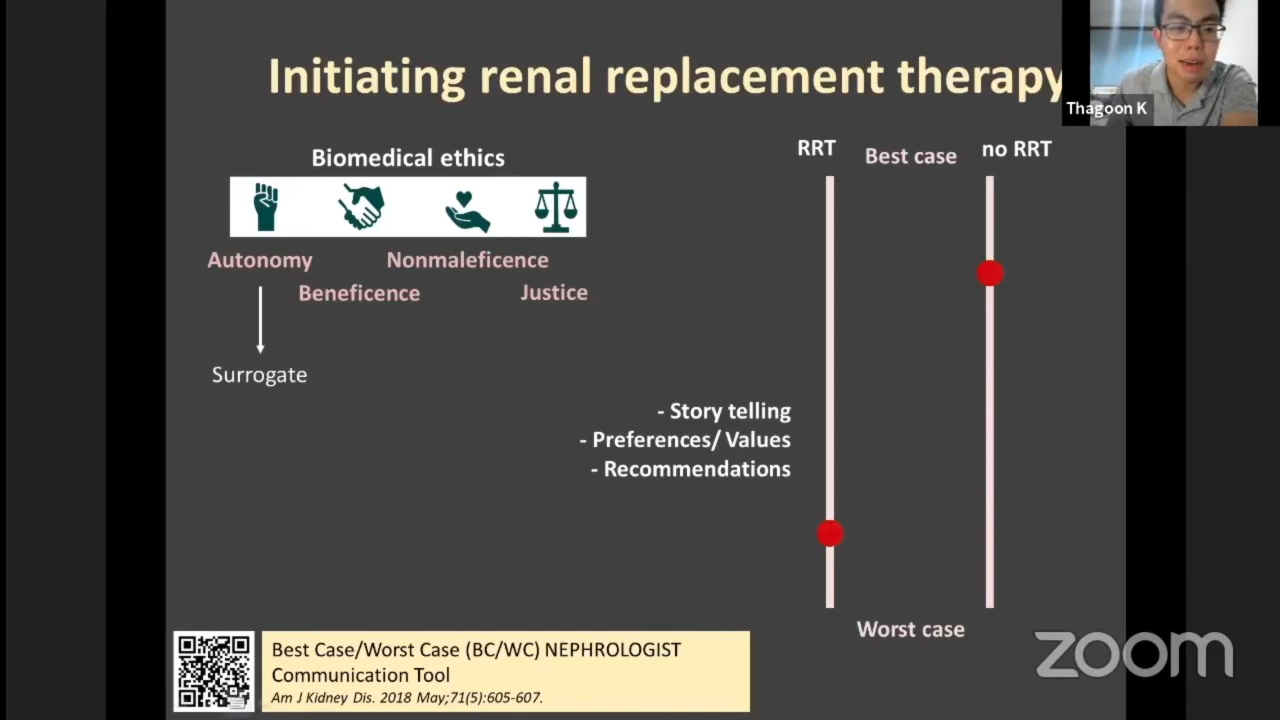 Initiating renal replacement therapy
Thagoon K
Biomedical ethics
Autonomy
Nonmaleficence
Beneficence
Justice
Surrogate
RRT
Best case
no RRT
- Story telling
- Preferences/ Values
- Recommendations
Worst case
Best Case/Worst Case (BC/WC) NEPHROLOGIST
Communication Tool
Am J Kidney Dis. 2018 May;71(5):605-607.
zoom